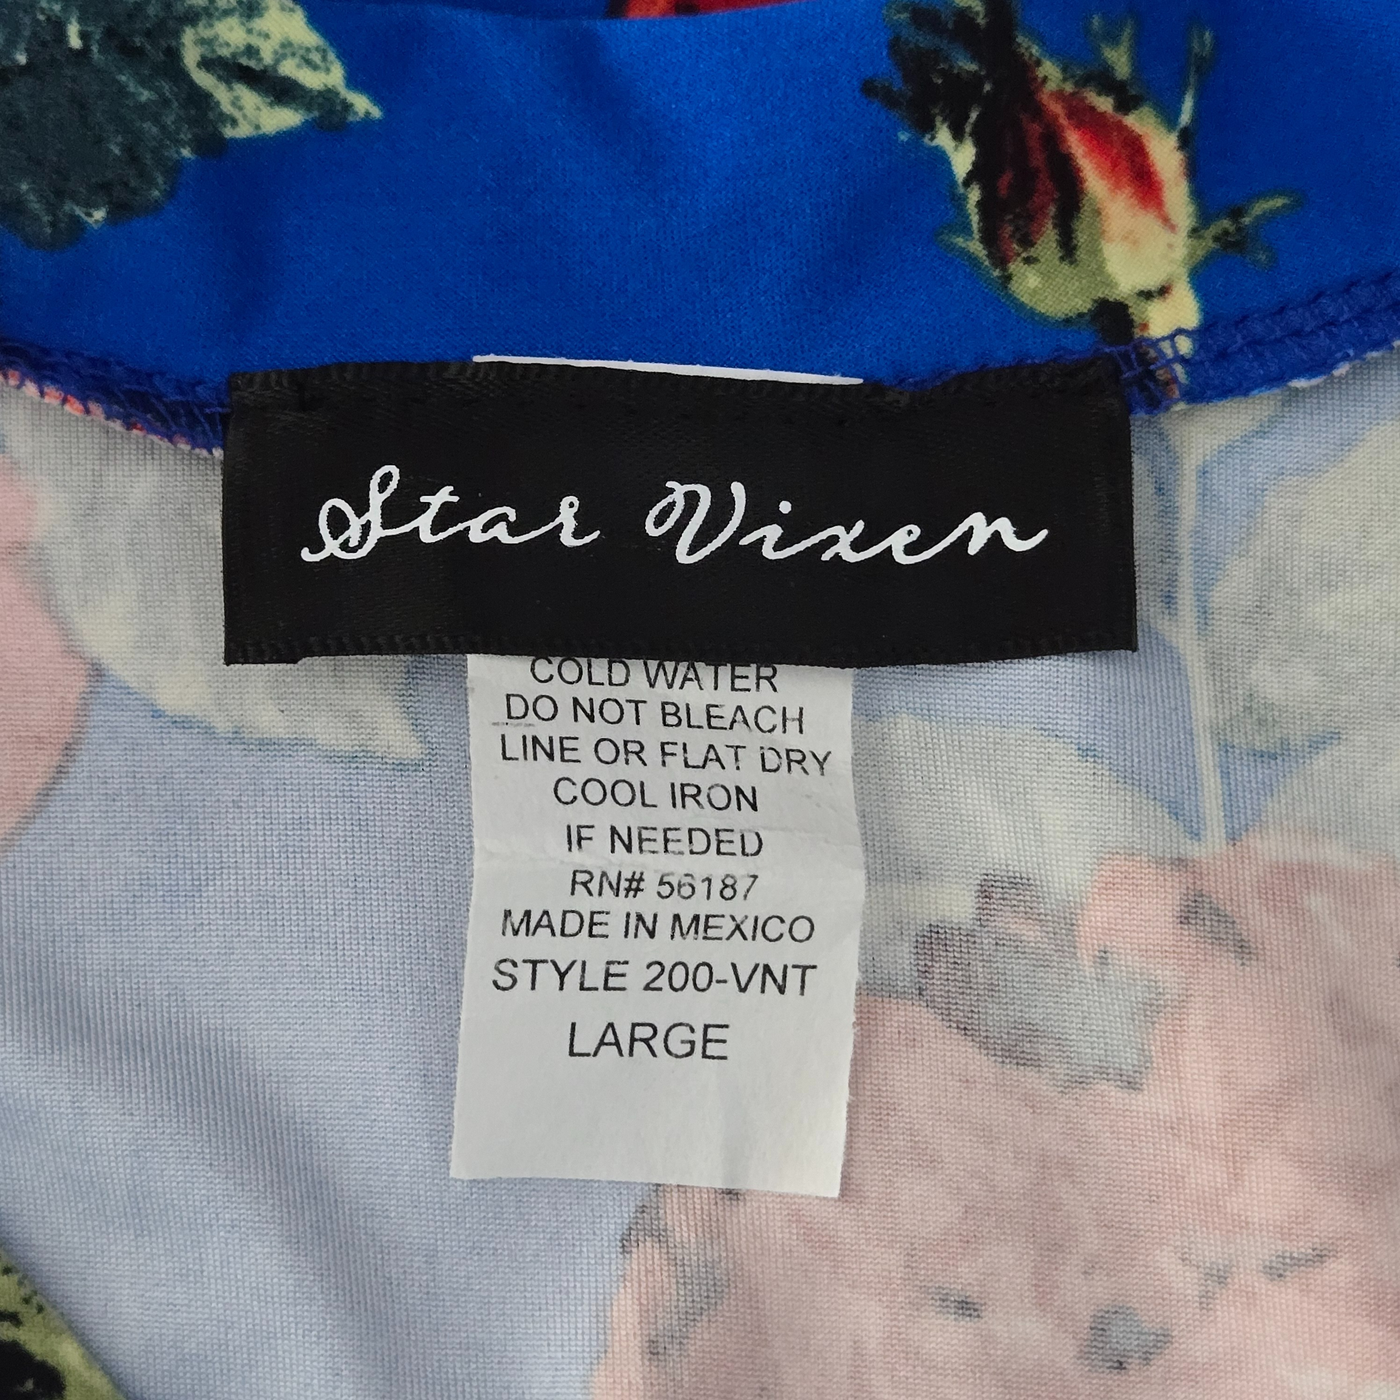 Star Vixen
COLD WATER
DO NOT BLEACH
LINE OR FLAT DRY
COOL IRON
IF NEEDED
RN# 56187
MADE IN MEXICO
STYLE 200-VNT
LARGE